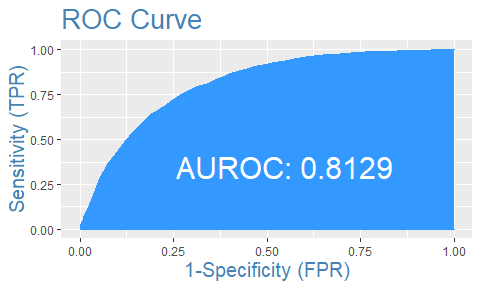 ROC Curve
Sensitivity (TPR)
1.00
0.75
0.50
0.25
0.00
AUROC: 0.8129
0.00 0.25 0.50 0.75 1.00
1-Specificity (FPR)